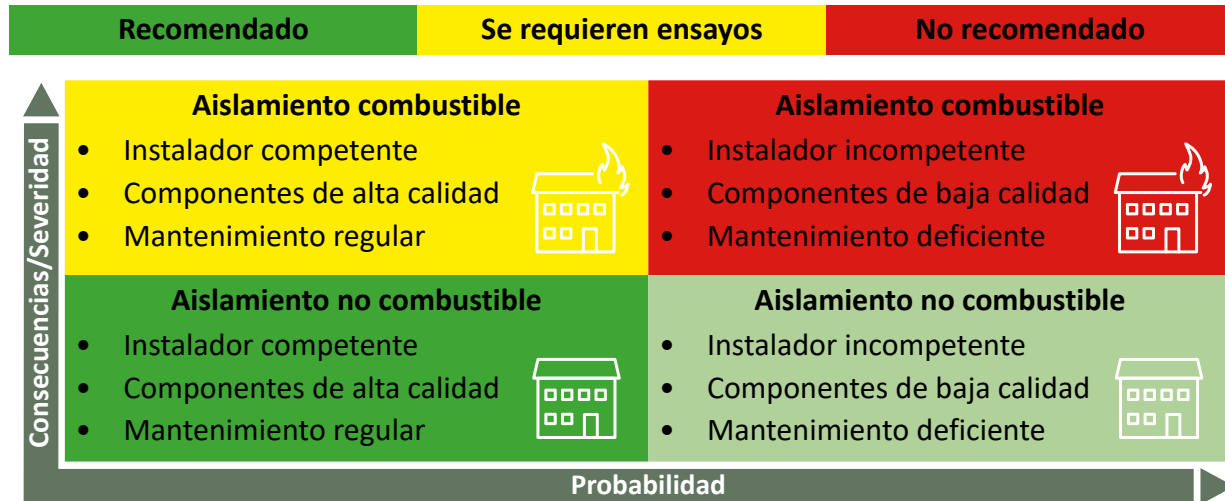 Recomendado
Se requieren ensayos
No recomendado
Consecuencias/Severidad
Aislamiento combustible
• Instalador competente
• Componentes de alta calidad
• Mantenimiento regular
Aislamiento combustible
• Instalador incompetente
• Componentes de baja calidad
• Mantenimiento deficiente
Aislamiento no combustible
• Instalador competente
• Componentes de alta calidad
• Mantenimiento regular
Aislamiento no combustible
• Instalador incompetente
• Componentes de baja calidad
• Mantenimiento deficiente
Probabilidad